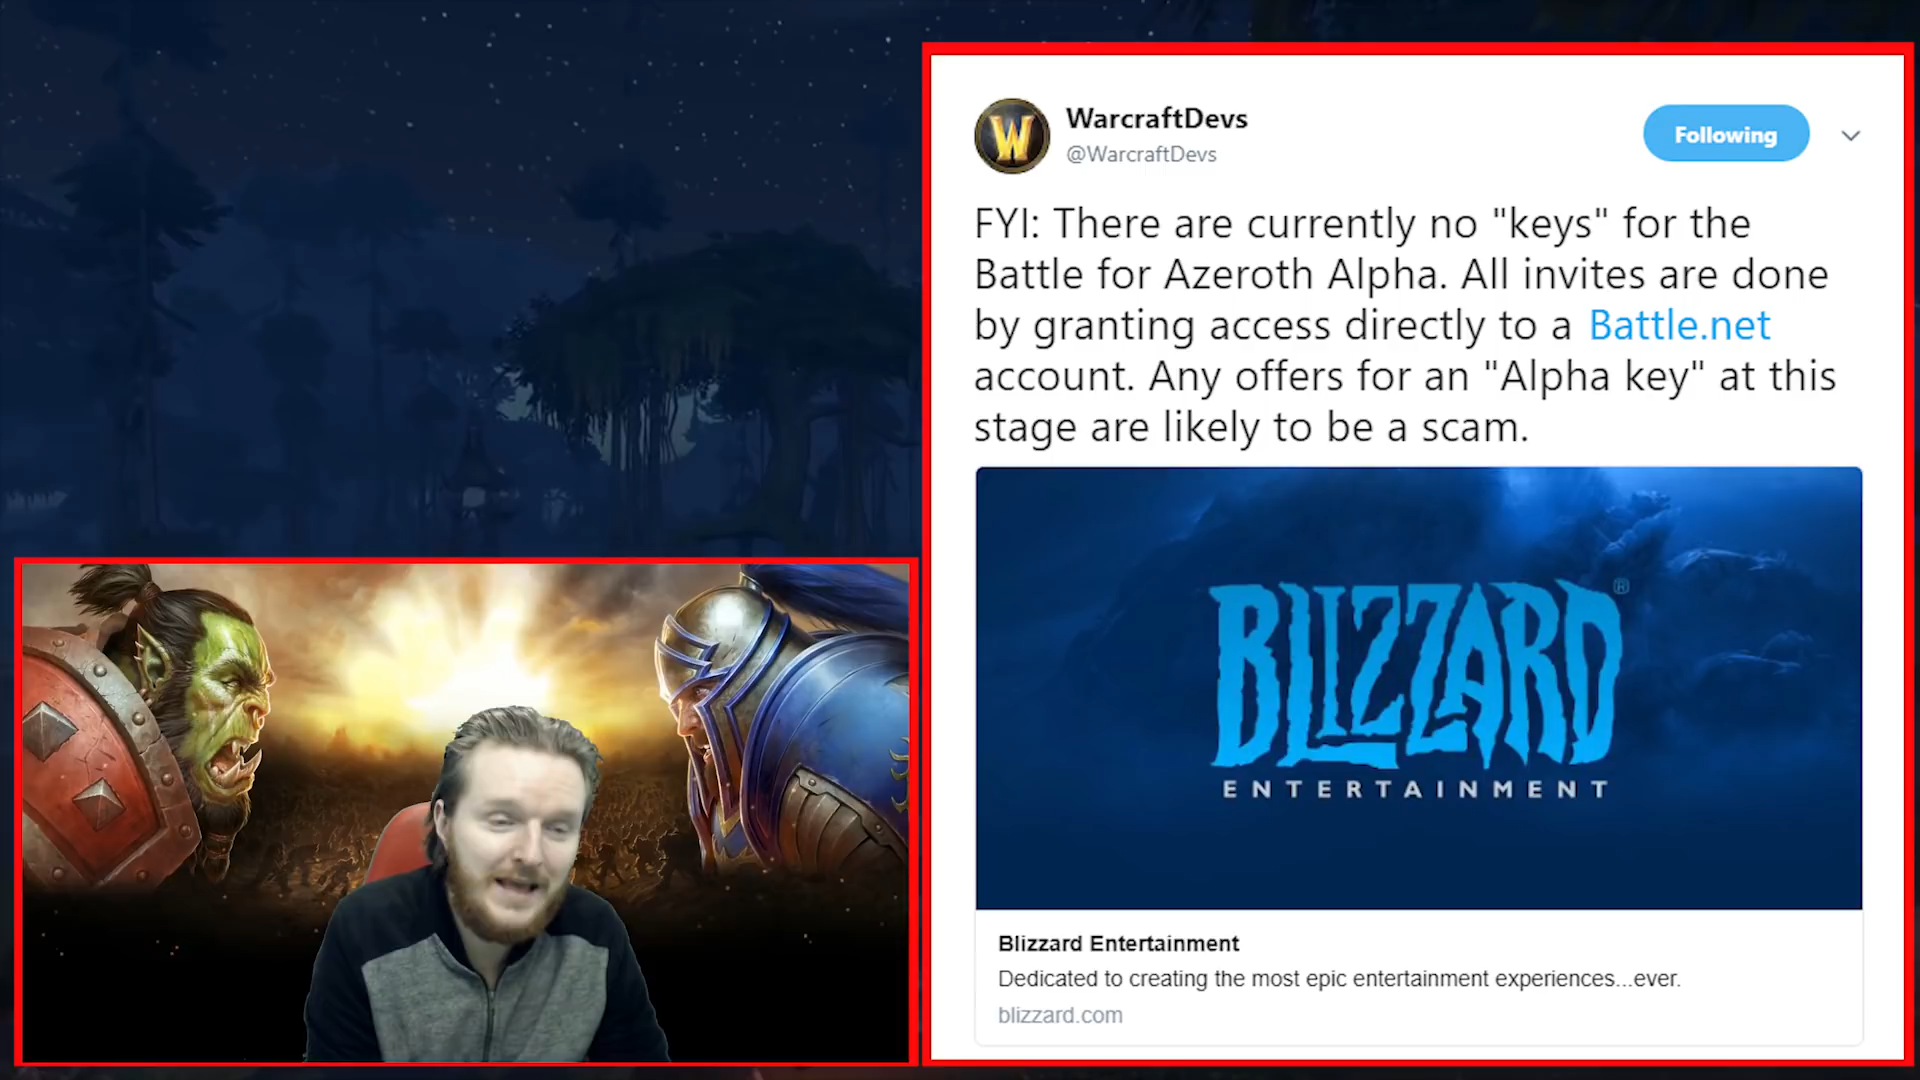 WarcraftDevs
@WarcraftDevs
Following
FYI: There are currently no "keys" for the
Battle for Azeroth Alpha. All invites are done
by granting access directly to a Battle.net
account. Any offers for an "Alpha key" at this
stage are likely to be a scam.
BLIZZARD®
ENTERTAINMENT
Blizzard Entertainment
Dedicated to creating the most epic entertainment experiences...ever.
blizzard.com